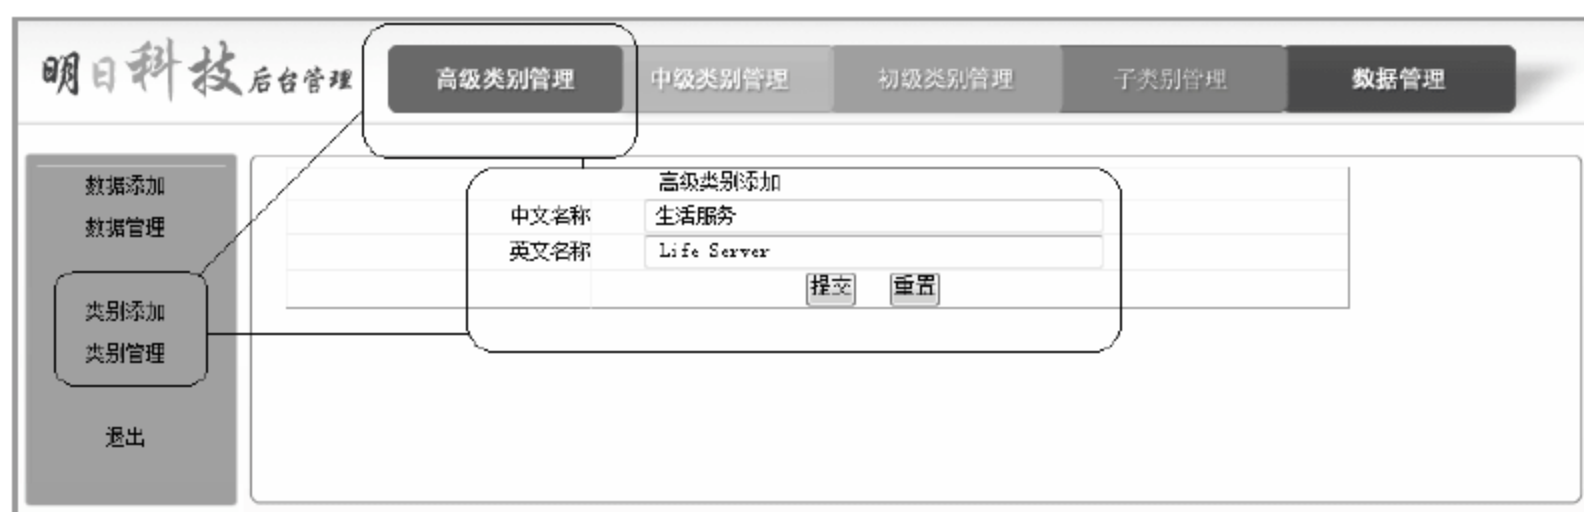 明日科技后台管理 高级类别管理 中级类别管理 初级类别管理 子类别管理 数据管理
数据添加
数据管理
类别添加
类别管理
退出
高级类别添加
中文名称 生活服务
英文名称 Life Server
提交 重置